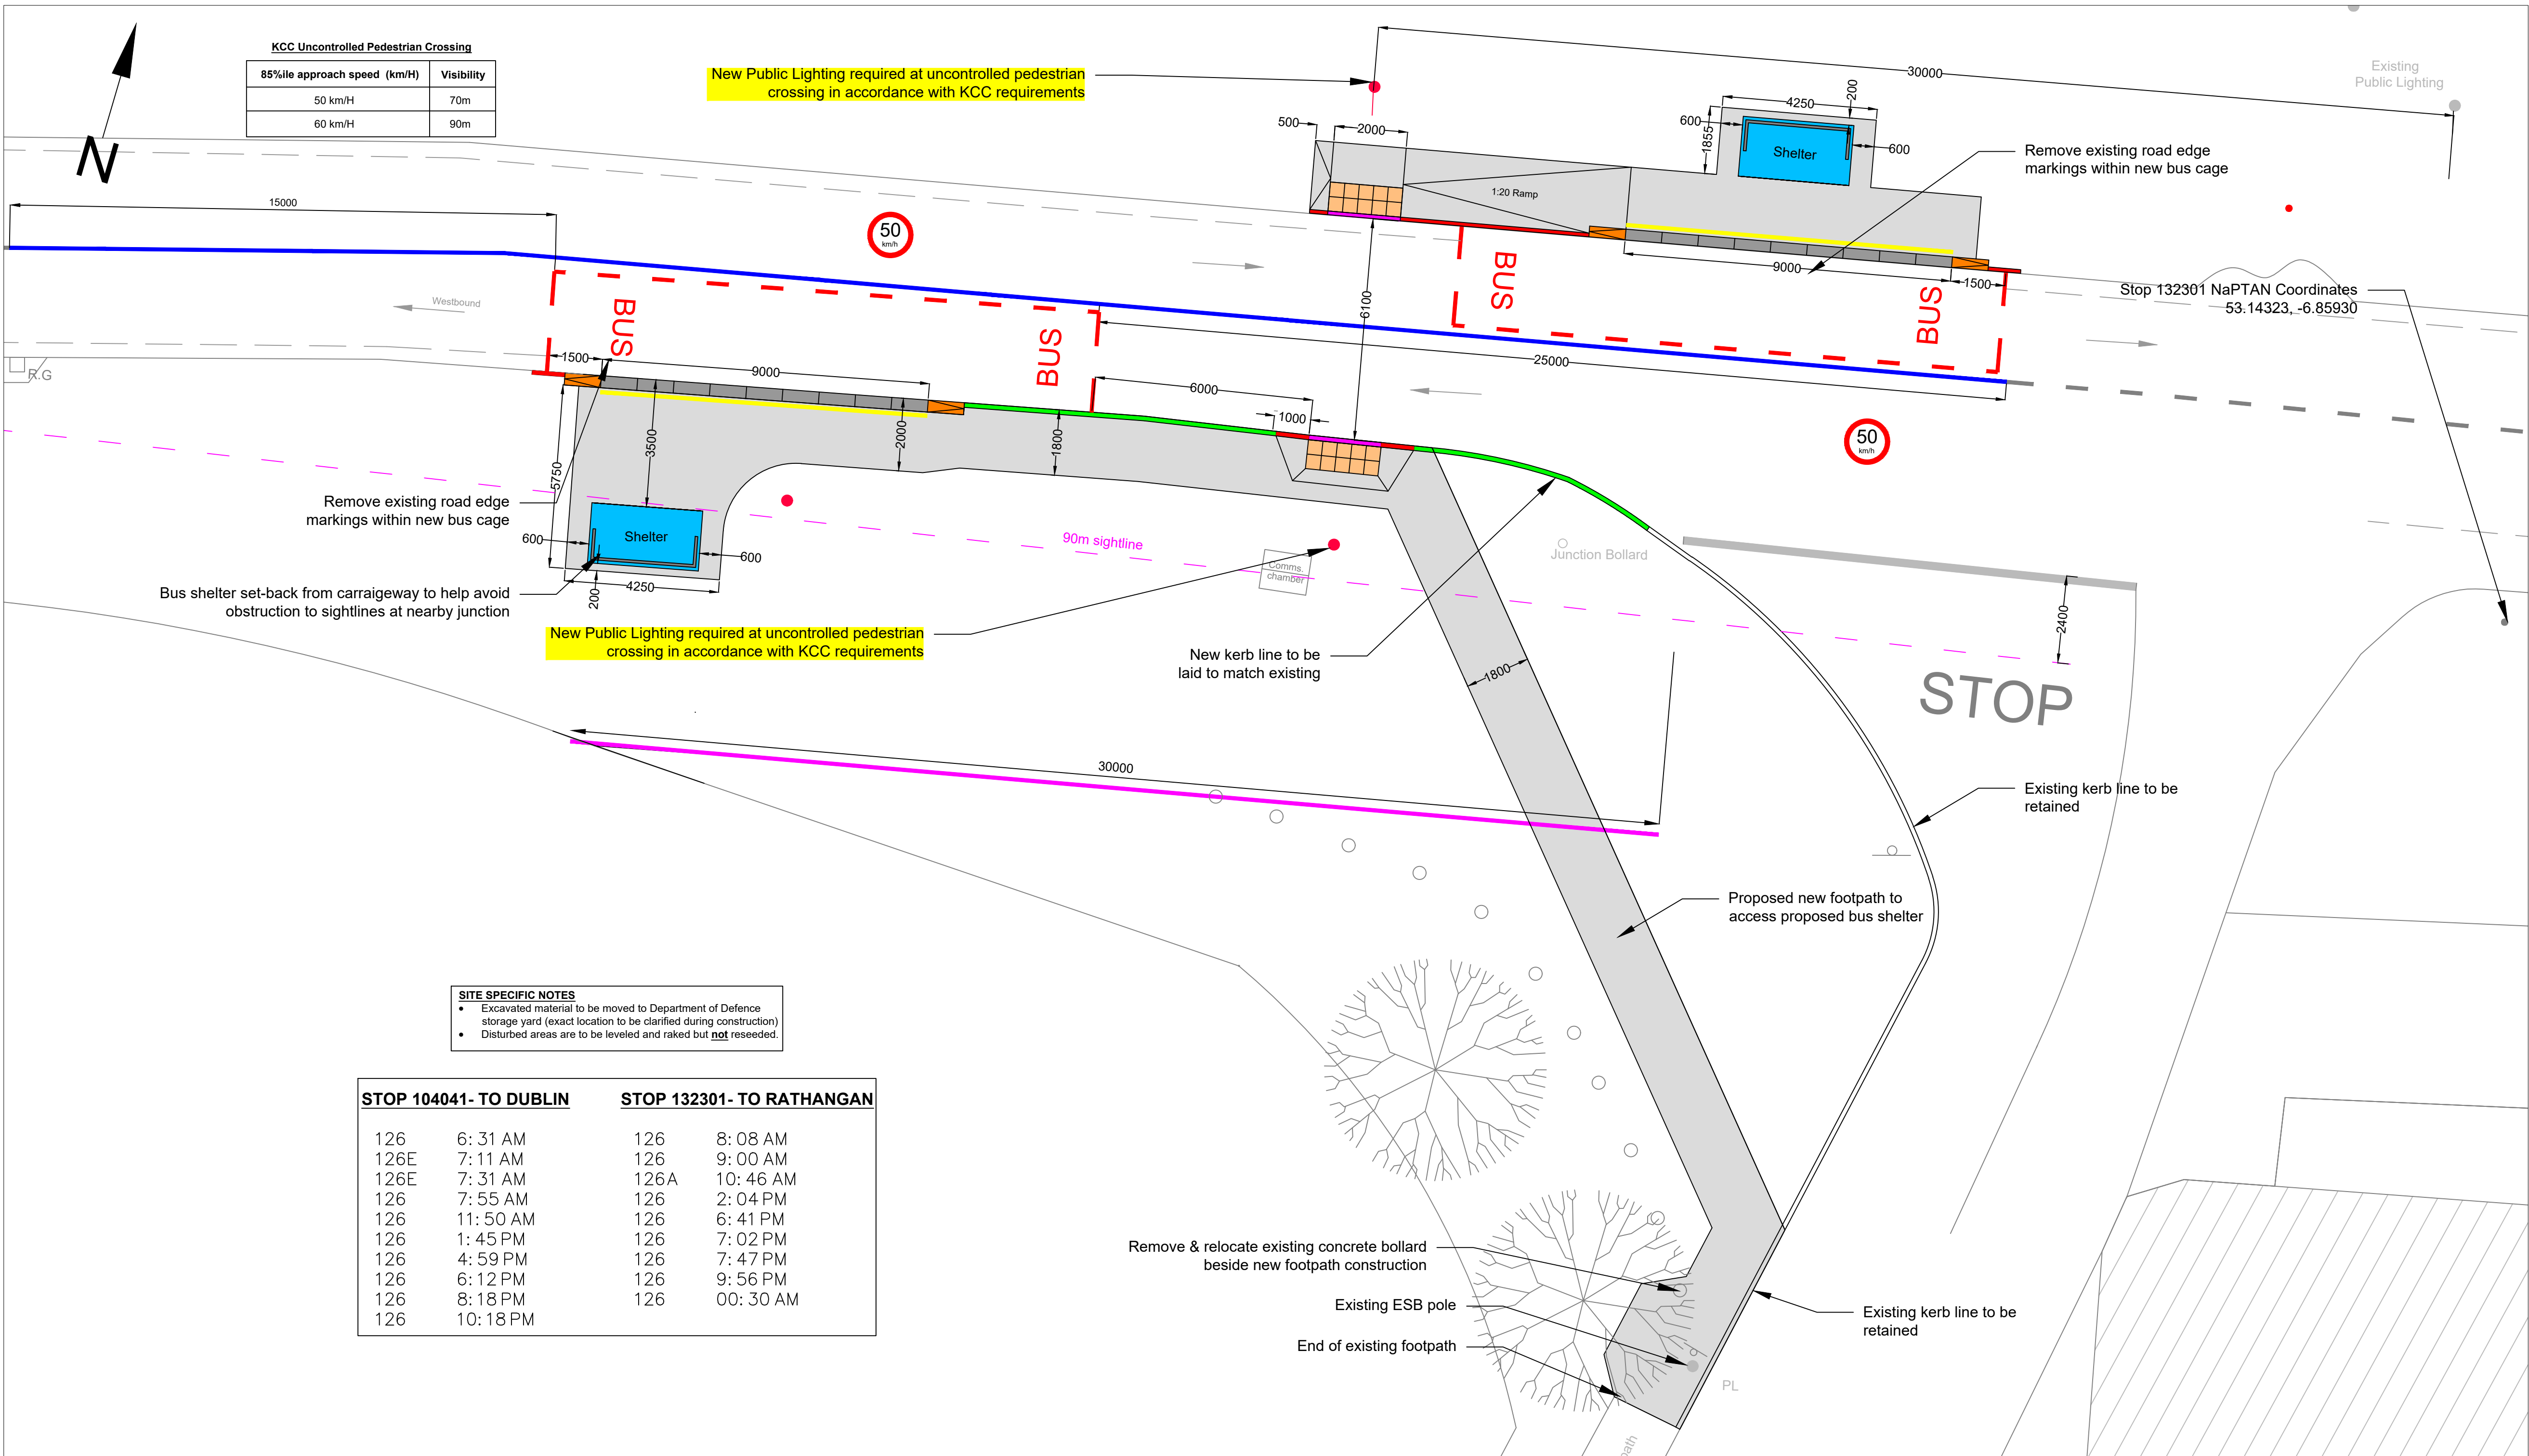 KCC Uncontrolled Pedestrian Crossing
85%ile approach speed (km/H) Visibility
50 km/H 70m
60 km/H 90m
N
New Public Lighting required at uncontrolled pedestrian
crossing in accordance with KCC requirements
30000
Existing
Public Lighting
4250
200
600
1855
Shelter
600
500
2000
1:20 Ramp
Remove existing road edge
markings within new bus cage
15000
50
km/h
BUS
9000
1500
BUS
Stop 132301 NaPTAN Coordinates
53.14323, -6.85930
Westbound
BUS
BUS
6100
25000
R.G
1500
9000
6000
1000
50
km/h
3500
2000
1800
5750
Remove existing road edge
markings within new bus cage
Shelter
600
600
4250
200
90m sightline
Comms.
chamber
Junction Bollard
Bus shelter set-back from carraigeway to help avoid
obstruction to sightlines at nearby junction
New Public Lighting required at uncontrolled pedestrian
crossing in accordance with KCC requirements
New kerb line to be
laid to match existing
1800
2400
STOP
30000
Existing kerb line to be
retained
Proposed new footpath to
access proposed bus shelter
SITE SPECIFIC NOTES
• Excavated material to be moved to Department of Defence
storage yard (exact location to be clarified during construction)
• Disturbed areas are to be leveled and raked but not reseeded.
STOP 104041- TO DUBLIN
126 6:31 AM
126E 7:11 AM
126E 7:31 AM
126 7:55 AM
126 11:50 AM
126 1:45 PM
126 4:59 PM
126 6:12 PM
126 8:18 PM
126 10:18 PM
STOP 132301- TO RATHANGAN
126 8:08 AM
126 9:00 AM
126A 10:46 AM
126 2:04 PM
126 6:41 PM
126 7:02 PM
126 7:47 PM
126 9:56 PM
126 00:30 AM
Remove & relocate existing concrete bollard
beside new footpath construction
Existing ESB pole
End of existing footpath
Existing kerb line to be
retained
PL